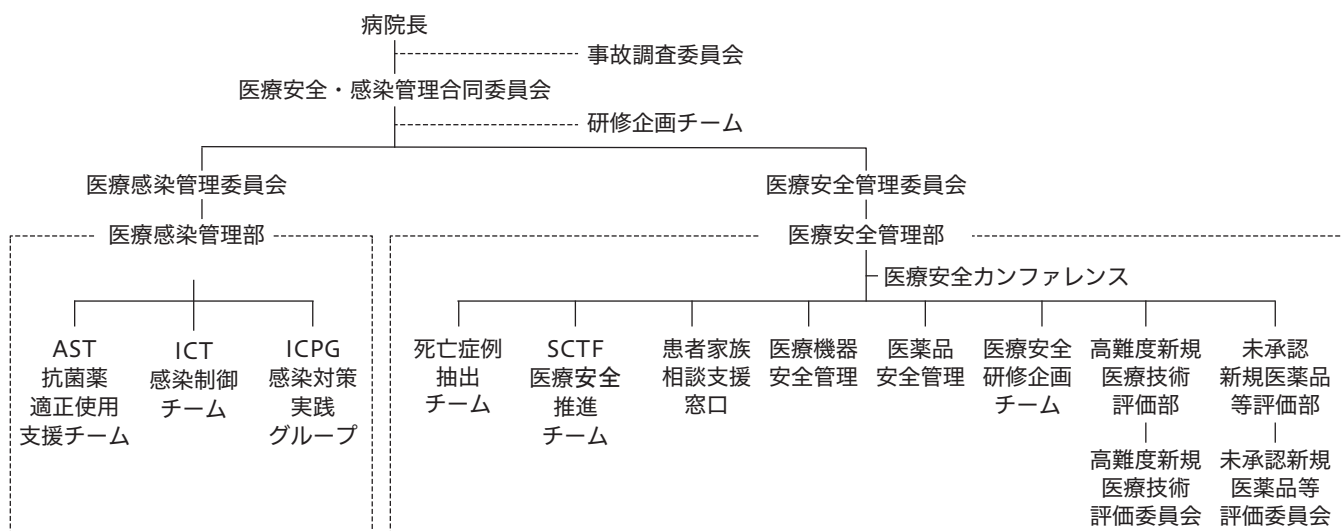 病院長
事故調査委員会
医療安全・感染管理合同委員会
研修企画チーム
医療感染管理委員会
医療安全管理委員会
医療感染管理部
医療安全管理部
医療安全カンファレンス
AST
抗菌薬
適正使用
支援チーム
ICT
感染制御
チーム
ICPG
感染対策
実践
グループ
死亡症例
抽出
チーム
SCTF
医療安全
推進
チーム
患者家族
相談支援
窓口
医療機器
安全管理
医薬品
安全管理
医療安全
研修企画
チーム
高難度新規
医療技術
評価部
未承認
新規医薬品
等評価部
高難度新規
医療技術
評価委員会
未承認新規
医薬品等
評価委員会